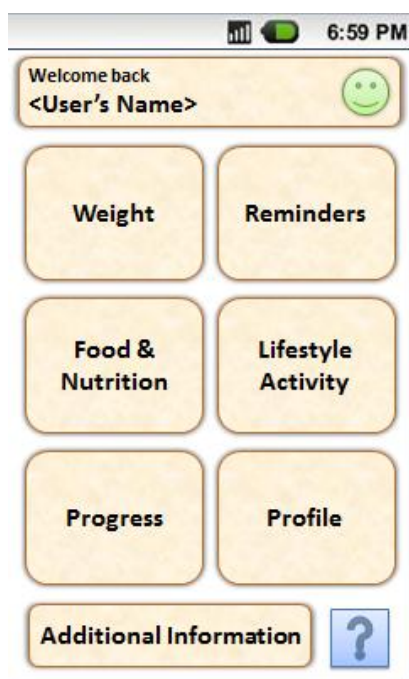 6:59 PM
Welcome back
<User's Name>
Weight
Reminders
Food &
Nutrition
Lifestyle
Activity
Progress
Profile
Additional Information
?